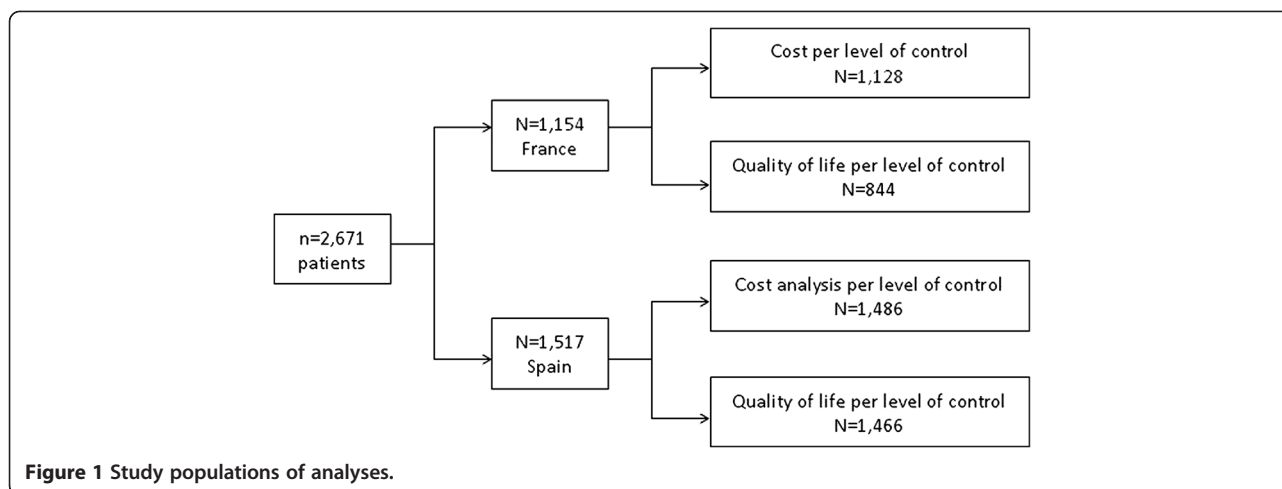 Cost per level of control
N=1,128
N=1,154
France
Quality of life per level of control
N=844
n=2,671
patients
Cost analysis per level of control
N=1,486
N=1,517
Spain
Quality of life per level of control
N=1,466
Figure 1 Study populations of analyses.